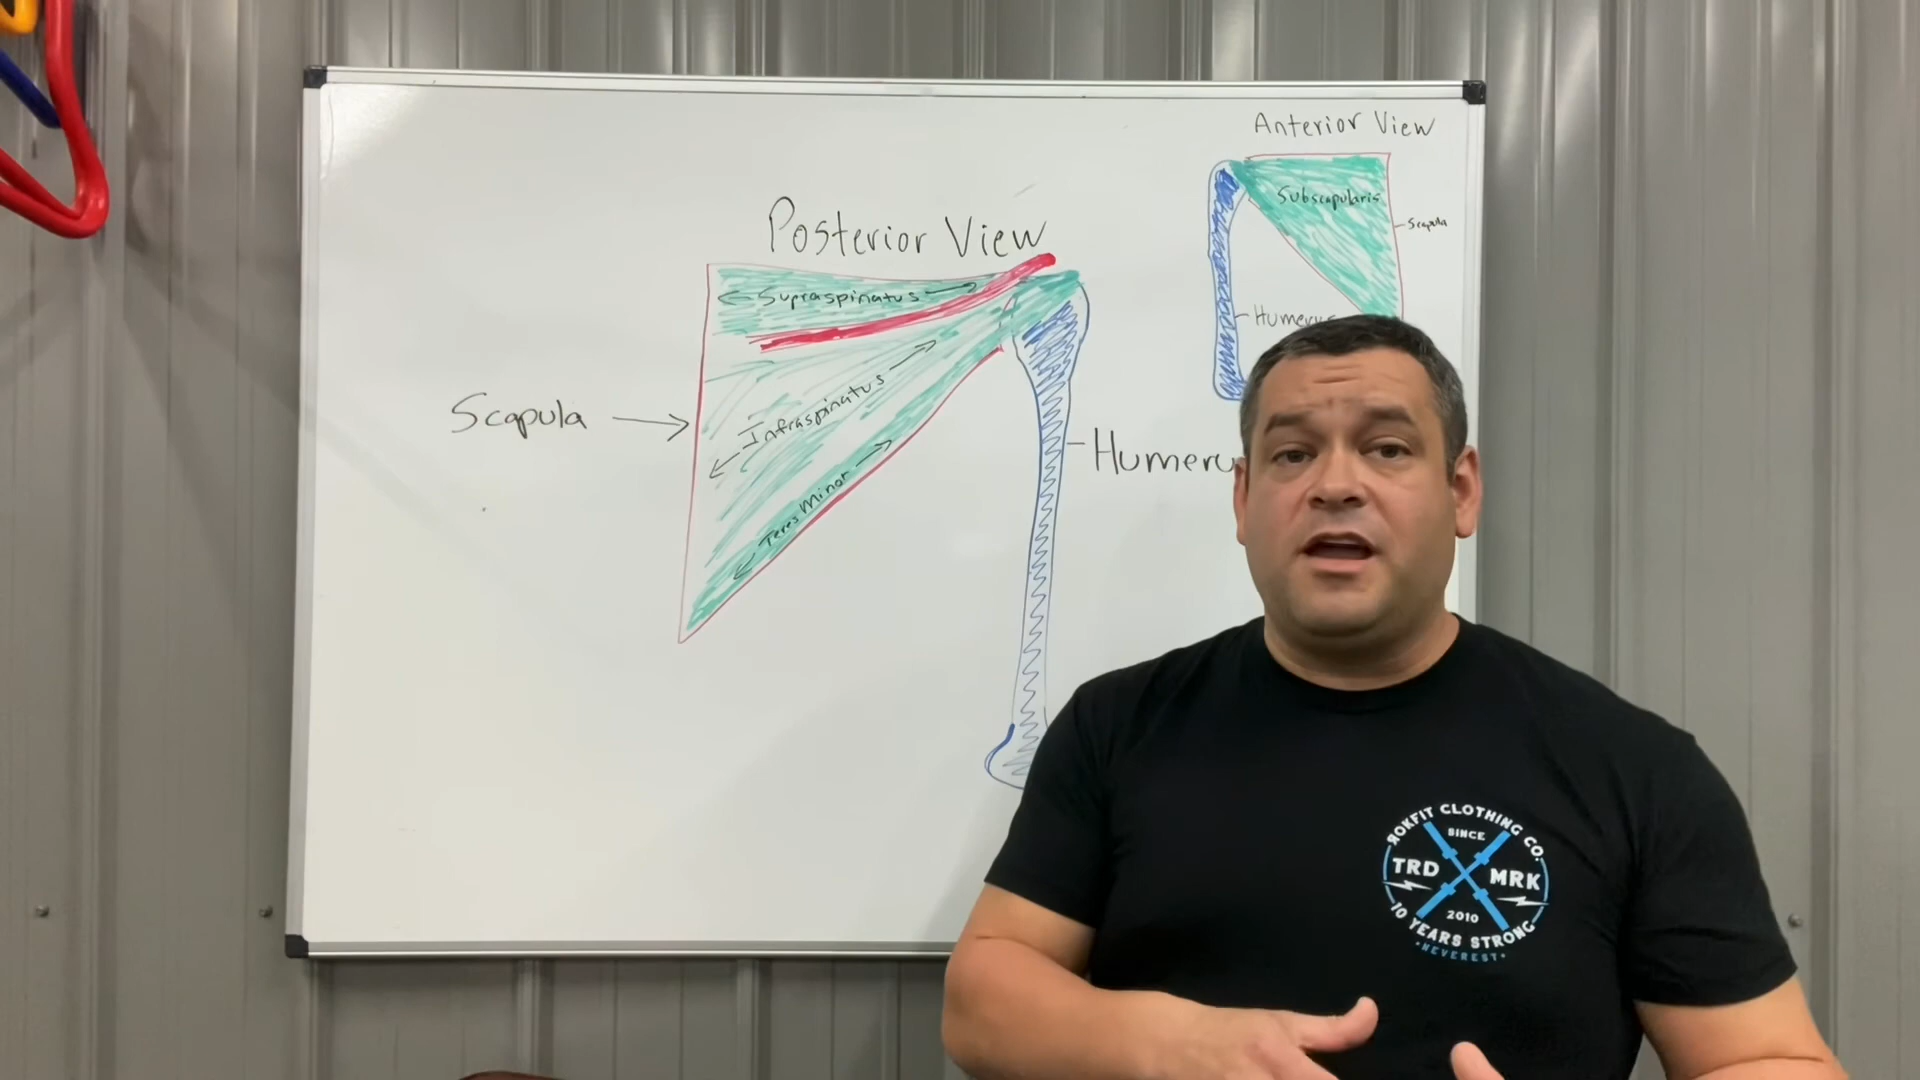 Anterior View
Subscapularis
Scapula
Humerus
Posterior View
Supraspinatus
Infraspinatus
Teres Minor
Scapula
Humeru
ROKFIT CLOTHING CO.
SINCE
TRD MRK
2010
10 YEARS STRONG
•NEVEREST•